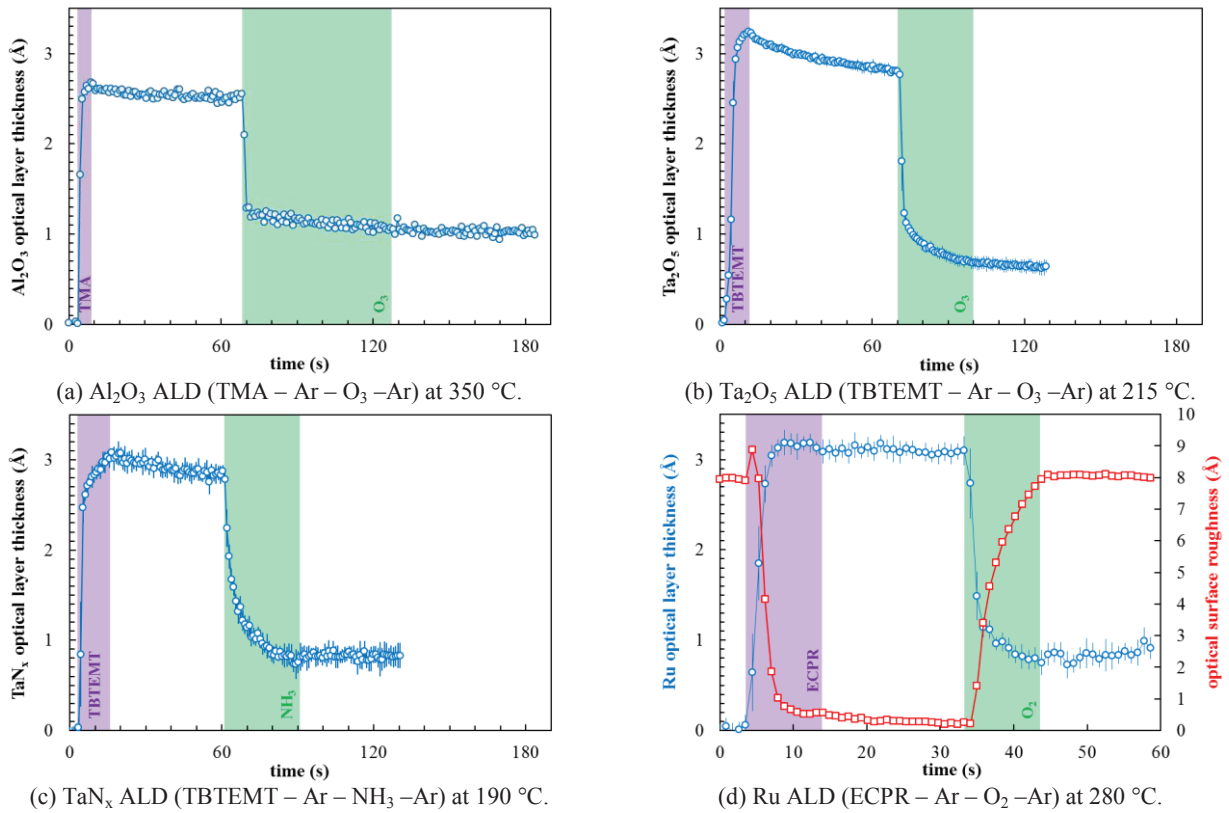 Al₂O₃ optical layer thickness (Å)
3
2
1
0
TMA
O₃
0 60 120 180
time (s)
(a) Al₂O₃ ALD (TMA – Ar – O₃ –Ar) at 350 °C.
Ta₂O₅ optical layer thickness (Å)
3
2
1
0
TBTEMT
O₃
0 60 120 180
time (s)
(b) Ta₂O₅ ALD (TBTEMT – Ar – O₃ –Ar) at 215 °C.
TaNₓ optical layer thickness (Å)
3
2
1
0
TBTEMT
NH₃
0 60 120 180
time (s)
(c) TaNₓ ALD (TBTEMT – Ar – NH₃ –Ar) at 190 °C.
Ru optical layer thickness (Å)
3
2
1
0
ECPR
O₂
10
9
8
7
6
5
4
3
2
1
0
optical surface roughness (Å)
0 10 20 30 40 50 60
time (s)
(d) Ru ALD (ECPR – Ar – O₂ –Ar) at 280 °C.